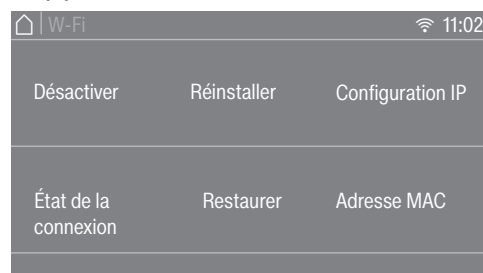 W-Fi 11:02
Désactiver Réinstaller Configuration IP
État de la connexion Restaurer Adresse MAC